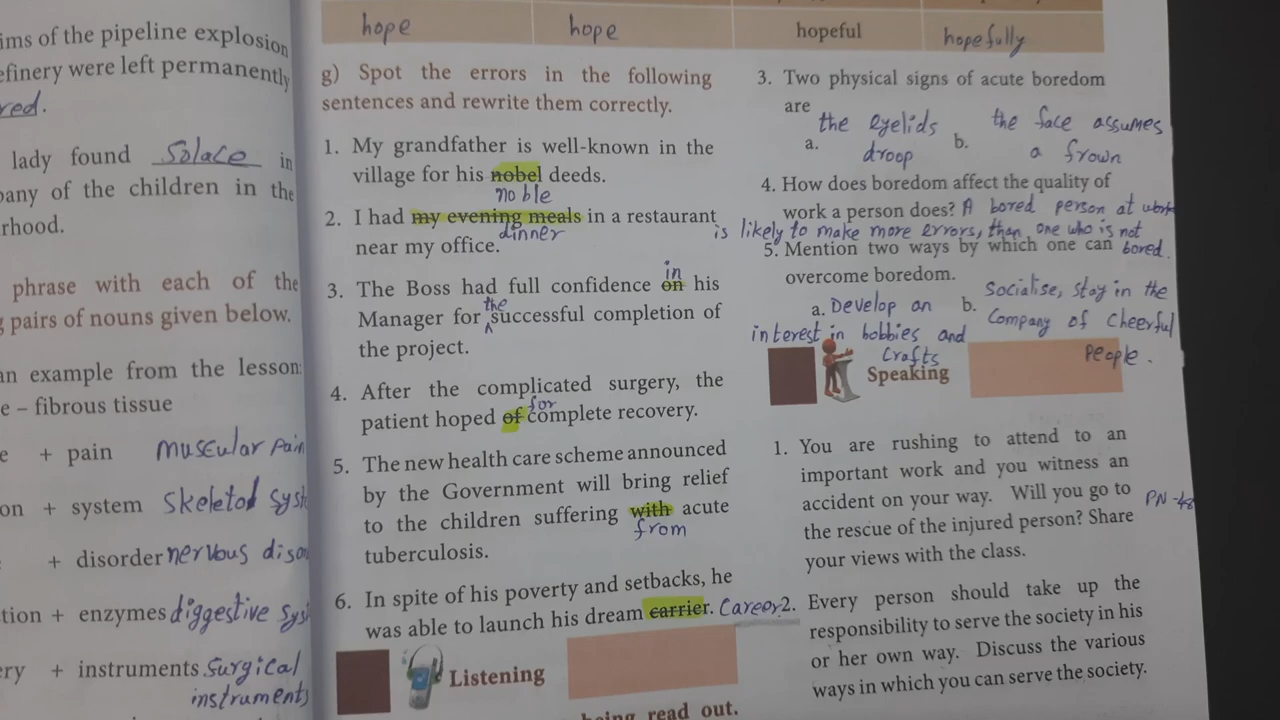 hope hope hopeful hopefully
ims of the pipeline explosion
efinery were left permanently
red.
lady found Solace in
pany of the children in the
rhood.
phrase with each of the
g pairs of nouns given below.
an example from the lesson:
e – fibrous tissue
e + pain muscular pain
on + system Skeletol syst
+ disorder nervous disor
tion + enzymes diggestive sys
ery + instruments Surgical
instruments
g) Spot the errors in the following
sentences and rewrite them correctly.
1. My grandfather is well-known in the
village for his nobel deeds.
noble
2. I had my evening meals in a restaurant
dinner
near my office.
in
3. The Boss had full confidence on his
the
Manager for successful completion of
the project.
4. After the complicated surgery, the
for
patient hoped of complete recovery.
5. The new health care scheme announced
by the Government will bring relief
to the children suffering with acute
from
tuberculosis.
6. In spite of his poverty and setbacks, he
was able to launch his dream carrier. Career
Listening
being read out.
3. Two physical signs of acute boredom
are
the eyelids the face assumes
a. droop b. a frown
4. How does boredom affect the quality of
work a person does? A bored person at work
is likely to make more errors, than one who is not
bored.
5. Mention two ways by which one can
overcome boredom.
a. Develop an
interest in hobbies and
Crafts
b. Socialise, stay in the
Company of Cheerful
People.
Speaking
1. You are rushing to attend to an
important work and you witness an
accident on your way. Will you go to
PN-48
the rescue of the injured person? Share
your views with the class.
2. Every person should take up the
responsibility to serve the society in his
or her own way. Discuss the various
ways in which you can serve the society.